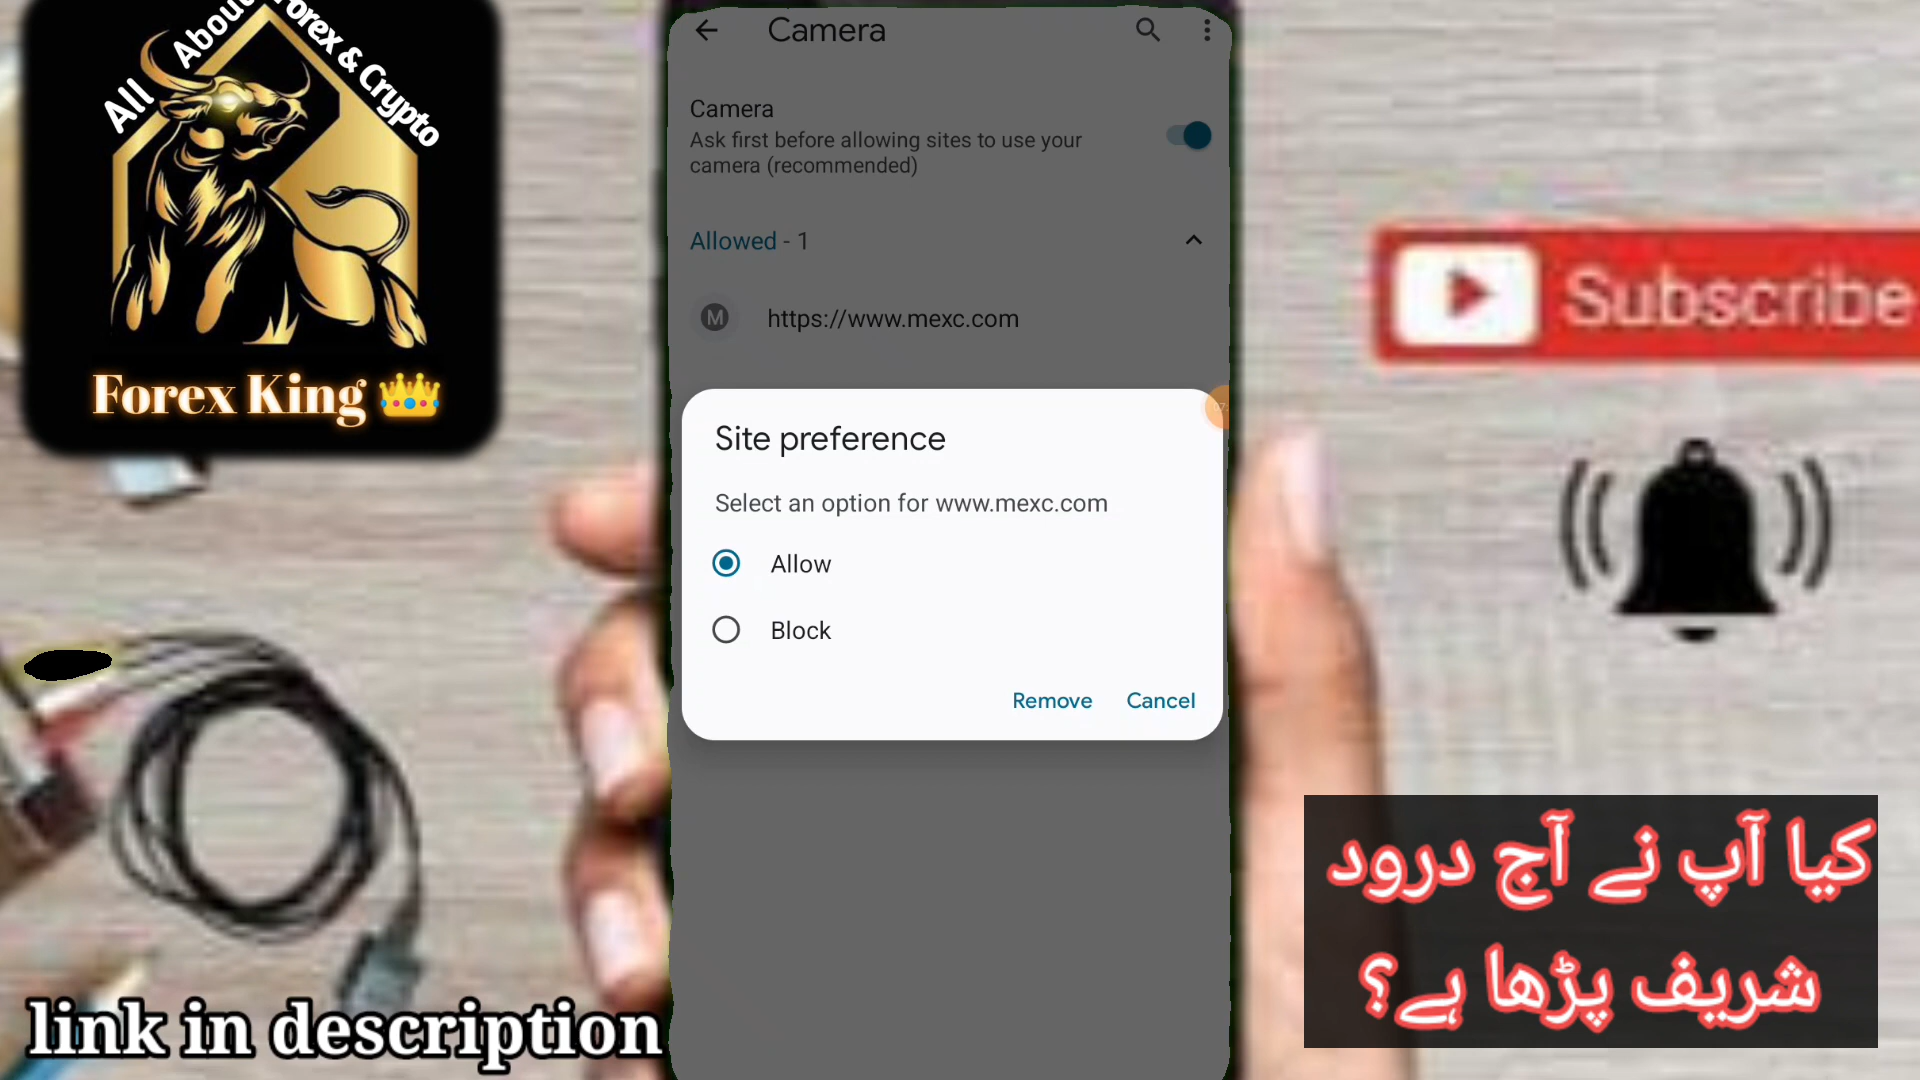 All About Forex & Crypto
Forex King
Camera
Camera
Ask first before allowing sites to use your
camera (recommended)
Allowed - 1
M
https://www.mexc.com
Site preference
Select an option for www.mexc.com
Allow
Block
Remove
Cancel
Subscribe
کیا آپ نے آج درود
شریف پڑھا ہے؟
link in description